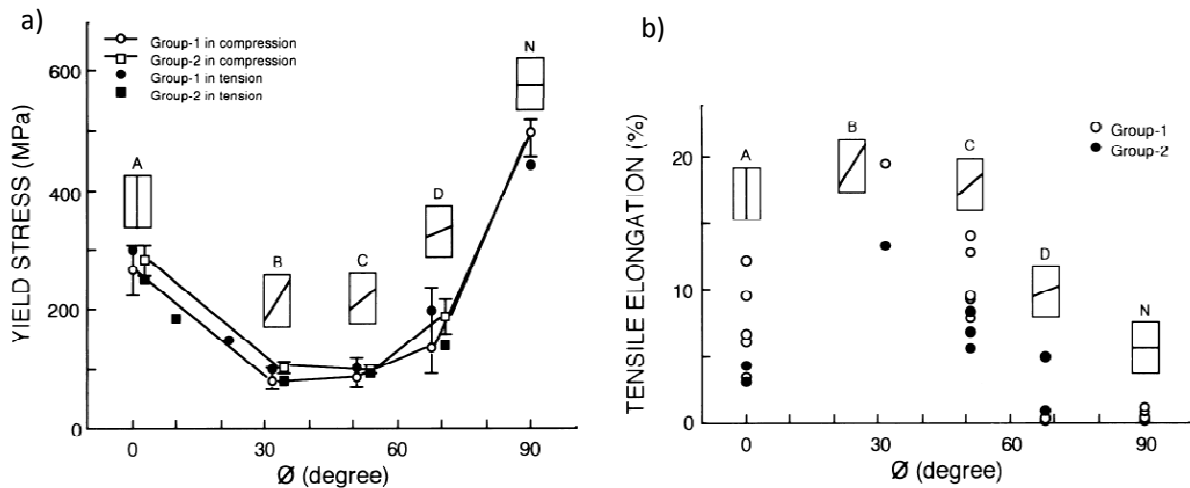 a)
Group-1 in compression
Group-2 in compression
Group-1 in tension
Group-2 in tension
YIELD STRESS (MPa)
600
400
200
0
A
B
C
D
N
0
30
60
90
Ø (degree)
b)
Group-1
Group-2
TENSILE ELONGATION (%)
20
10
0
A
B
C
D
N
0
30
60
90
Ø (degree)